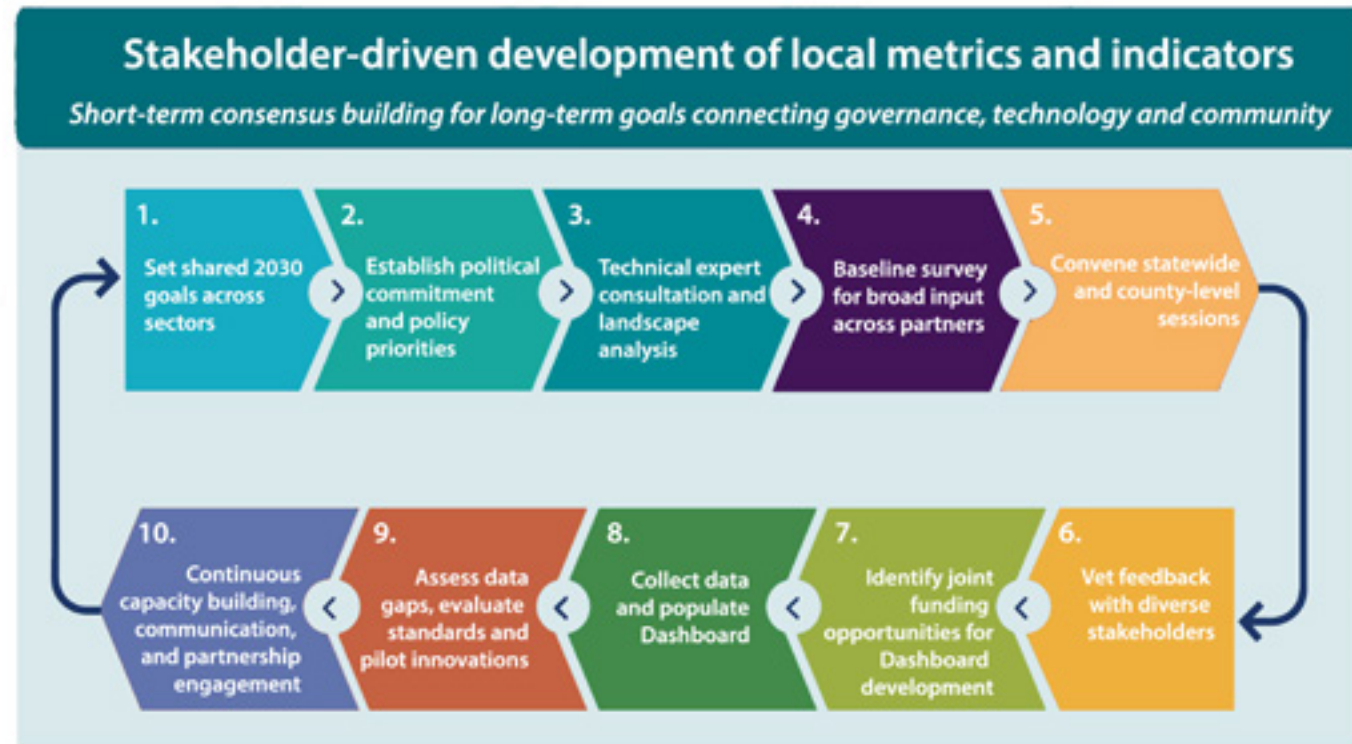 Stakeholder-driven development of local metrics and indicators
Short-term consensus building for long-term goals connecting governance, technology and community
1.
Set shared 2030
goals across
sectors
2.
Establish political
commitment
and policy
priorities
3.
Technical expert
consultation and
landscape
analysis
4.
Baseline survey
for broad input
across partners
5.
Convene statewide
and county-level
sessions
6.
Vet feedback
with diverse
stakeholders
7.
Identify joint
funding
opportunities for
Dashboard
development
8.
Collect data
and populate
Dashboard
9.
Assess data
gaps, evaluate
standards and
pilot innovations
10.
Continuous
capacity building,
communication,
and partnership
engagement